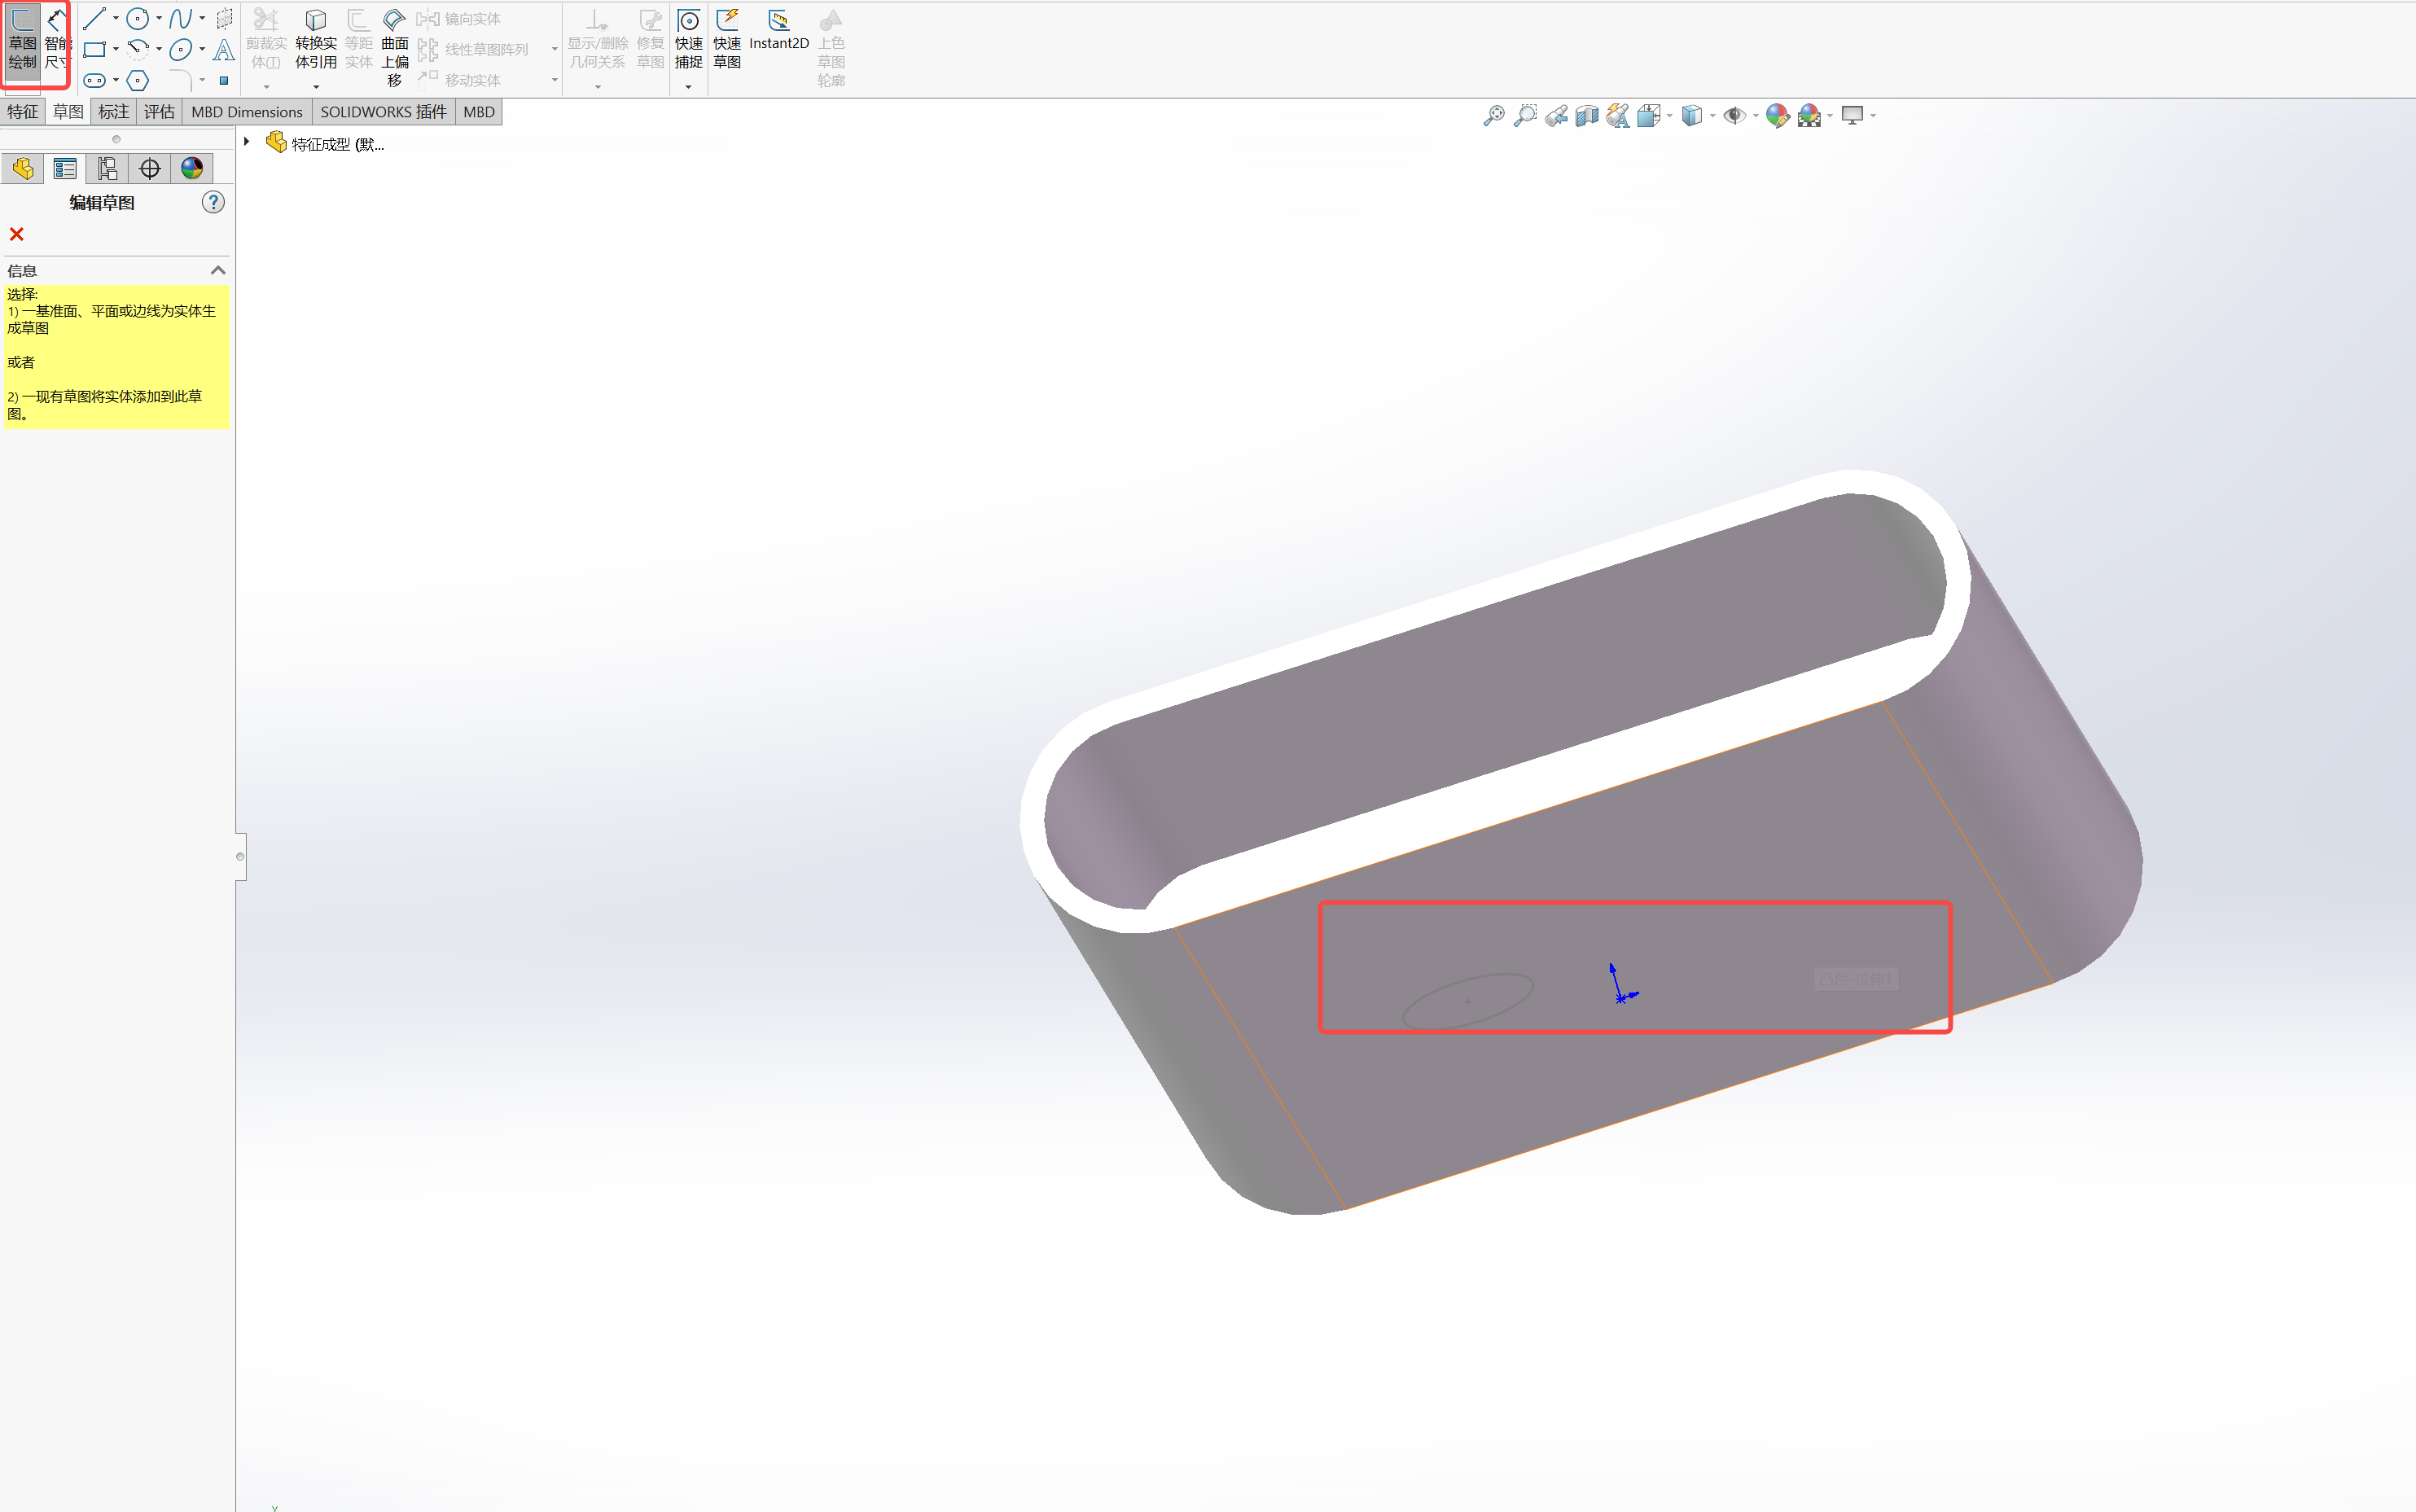 草图
绘制
智能
尺寸
剪裁实
体(T)
转换实
体引用
等距
实体
曲面
上偏
移
镜向实体
线性草图阵列
移动实体
显示/删除
几何关系
修复
草图
快速
捕捉
快速
草图
Instant2D
上色
草图
轮廓
特征 草图 标注 评估 MBD Dimensions SOLIDWORKS 插件 MBD
特征成型 (默...
编辑草图
信息
选择:
1) 一基准面、平面或边线为实体生
成草图
或者
2) 一现有草图将实体添加到此草
图。
凸台-拉伸1
Y